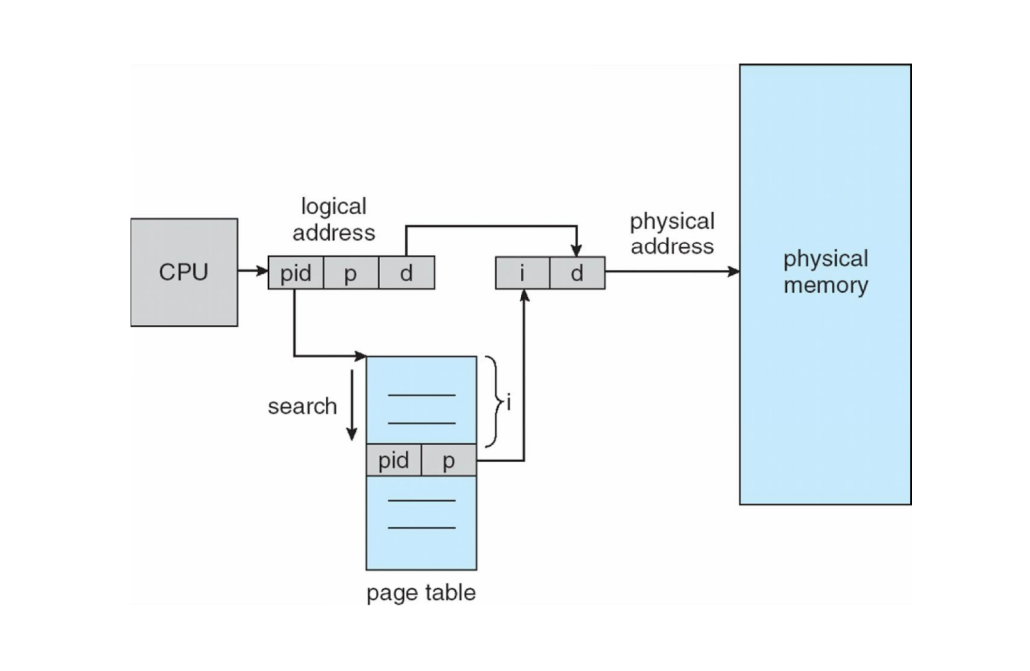 logical
address
physical
address
CPU
pid p d
i d
physical
memory
search
i
pid p
page table